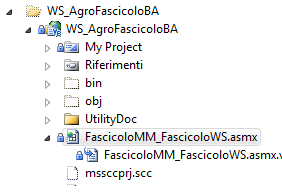 WS_AgroFascicoloBA
WS_AgroFascicoloBA
My Project
Riferimenti
bin
obj
UtilityDoc
FascicoloMM_FascicoloWS.asmx
FascicoloMM_FascicoloWS.asmx.v
mssccprj.scc